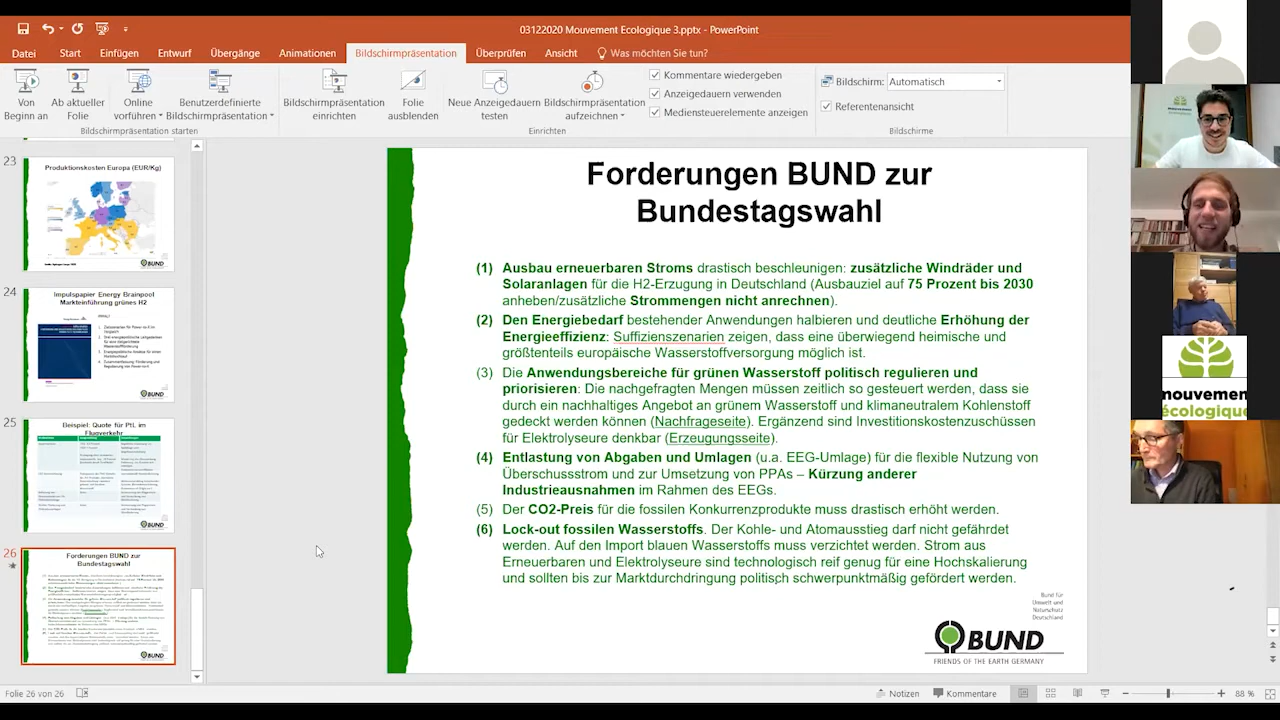 03122020 Mouvement Ecologique 3.pptx - PowerPoint
Datei Start Einfügen Entwurf Übergänge Animationen Bildschirmpräsentation Überprüfen Ansicht Was möchten Sie tun?
Von Beginn an
Ab aktueller Folie
Online vorführen
Benutzerdefinierte Bildschirmpräsentation
Bildschirmpräsentation einrichten
Folie ausblenden
Neue Anzeigedauern testen
Bildschirmpräsentation aufzeichnen
Kommentare wiedergeben
Anzeigedauern verwenden
Mediensteuerelemente anzeigen
Bildschirm: Automatisch
Referentenansicht
Bildschirmpräsentation starten
Einrichten
Bildschirme
23
Produktionskosten Europa (EUR/Kg)
BUND
24
Impulspapier Energy Brainpool
Markteinführung grünes H2
BUND
25
Beispiel: Quote für PtL im
Flugverkehr
BUND
26
Forderungen BUND zur
Bundestagswahl
BUND
Forderungen BUND zur
Bundestagswahl
(1) Ausbau erneuerbaren Stroms drastisch beschleunigen: zusätzliche Windräder und
Solaranlagen für die H2-Erzugung in Deutschland (Ausbauziel auf 75 Prozent bis 2030
anheben/zusätzliche Strommengen nicht anrechnen).
(2) Den Energiebedarf bestehender Anwendungen halbieren und deutliche Erhöhung der
Energieeffizienz: Suffizienszenarien zeigen, dass eine überwiegend heimische und
größtenteils europäische Wasserstoffversorgung möglich ist.
(3) Die Anwendungsbereiche für grünen Wasserstoff politisch regulieren und
priorisieren: Die nachgefragten Mengen müssen zeitlich so gesteuert werden, dass sie
durch ein nachhaltiges Angebot an grünem Wasserstoff und klimaneutralem Kohlenstoff
gedeckt werden können (Nachfrageseite). Ergänzend sind Investitionskostenzuschüssen
für Elektrolyseure denkbar (Erzeugungsseite).
(4) Entlastung von Abgaben und Umlagen (u.a. EEG-Umlage) für die flexible Nutzung von
Überschussstrom und zur Umsetzung von PPAs – Kürzung anderer
Industrieausnahmen im Rahmen des EEGs.
(5) Der CO2-Preis für die fossilen Konkurrenzprodukte muss drastisch erhöht werden.
(6) Lock-out fossilen Wasserstoffs. Der Kohle- und Atomausstieg darf nicht gefährdet
werden. Auf den Import blauen Wasserstoffs muss verzichtet werden. Strom aus
Erneuerbaren und Elektrolyseure sind technologisch reif genug für eine Hochskalierung
und sollten bis zur Marktdurchdringung politisch und rechtmäßig gefördert werden.
Bund für
Umwelt und
Naturschutz
Deutschland
BUND
FRIENDS OF THE EARTH GERMANY
mouvement
écologique
Folie 26 von 26
Notizen Kommentare 88 %